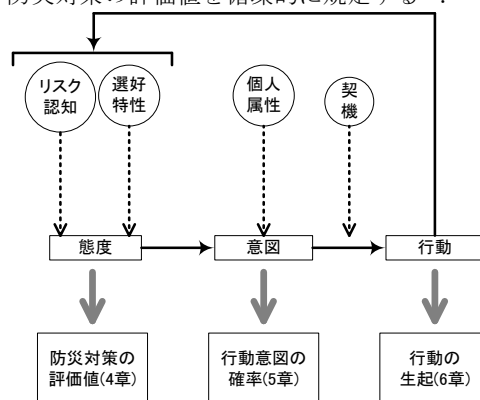 防災対策の評価値を循環的に規定する
リスク
認知
選好
特性
個人
属性
契
機
態度
意図
行動
防災対策の
評価値(4章)
行動意図の
確率(5章)
行動の
生起(6章)